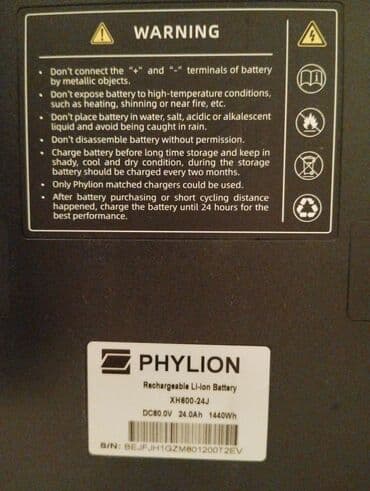 WARNING
• Don't connect the "+" and "-" terminals of battery
by metallic objects.
• Don't expose battery to high-temperature conditions,
such as heating, shinning or near fire, etc.
• Don't place battery in water, salt, acidic or alkalescent
liquid and avoid being caught in rain.
• Don't disassemble battery without permission.
• Charge battery before long time storage and keep in
shady, cool and dry condition, during the storage
battery should be charged every two months.
• Only Phylion matched chargers could be used.
• After battery purchasing or short cycling distance
happened, charge the battery until 24 hours for the
best performance.
PHYLION
Rechargeable Li-ion Battery
XH600-24J
DC60.0V 24.0Ah 1440Wh
S/N: BEJFJH1GZM801200T2EV